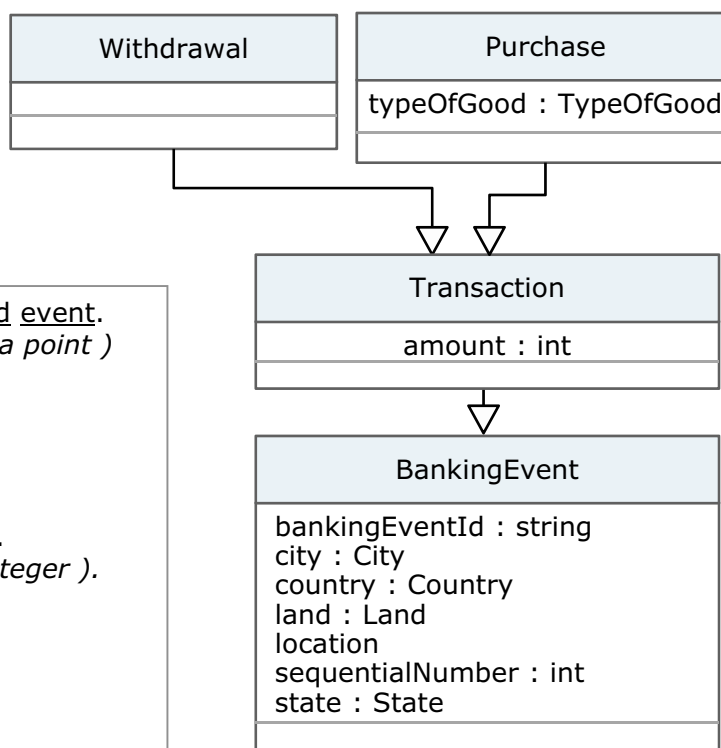 Withdrawal
Purchase
typeOfGood : TypeOfGood
Transaction
amount : int
event.
a point )
BankingEvent
bankingEventId : string
city : City
country : Country
land : Land
location
sequentialNumber : int
state : State
.
teger ).